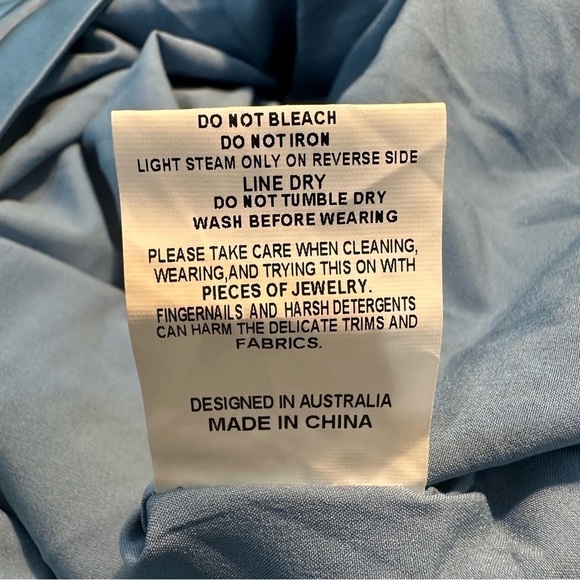 DO NOT BLEACH
DO NOT IRON
LIGHT STEAM ONLY ON REVERSE SIDE
LINE DRY
DO NOT TUMBLE DRY
WASH BEFORE WEARING
PLEASE TAKE CARE WHEN CLEANING,
WEARING,AND TRYING THIS ON WITH
PIECES OF JEWELRY.
FINGERNAILS AND HARSH DETERGENTS
CAN HARM THE DELICATE TRIMS AND
FABRICS.
DESIGNED IN AUSTRALIA
MADE IN CHINA